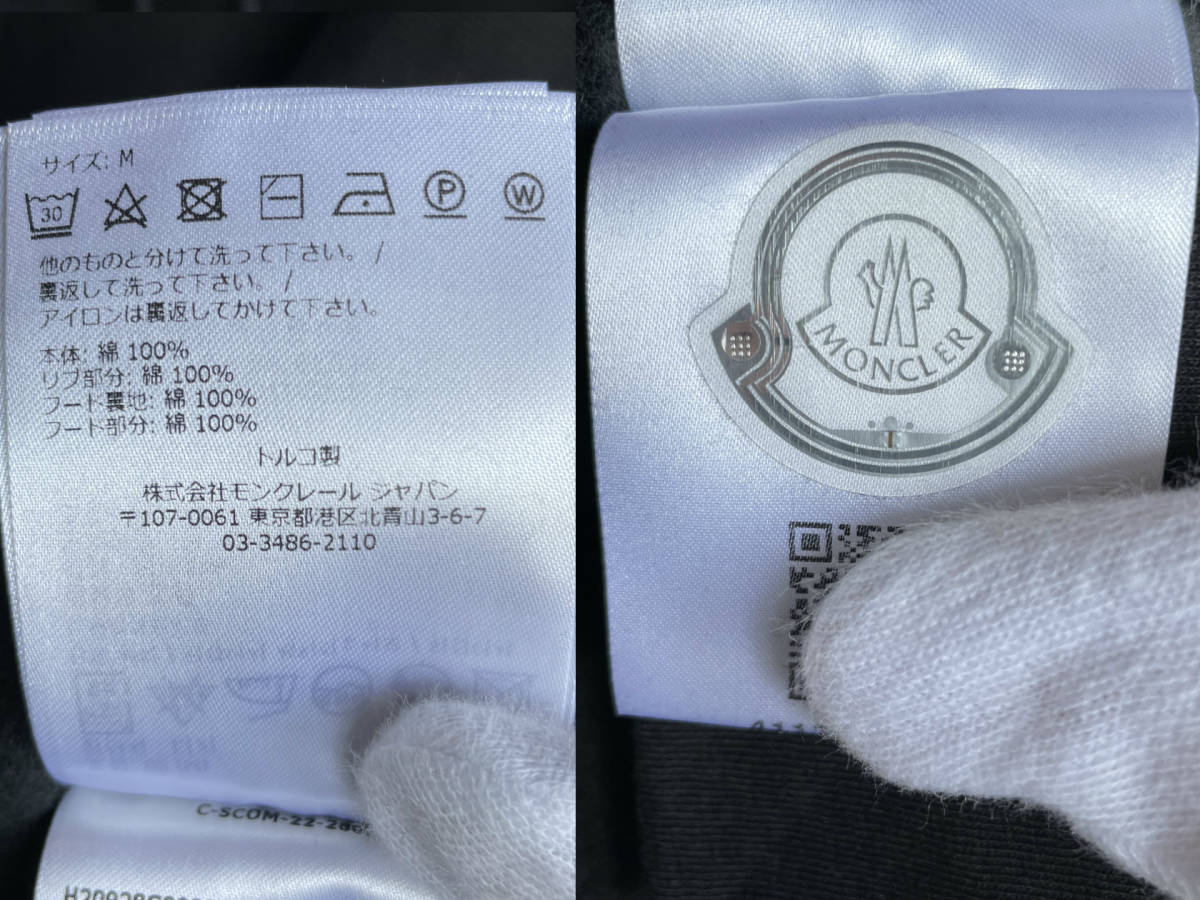 サイズ: M
30
P
W
他のものと分けて洗って下さい。 /
裏返して洗って下さい。 /
アイロンは裏返してかけて下さい。
本体: 綿 100%
リブ部分: 綿 100%
フード裏地: 綿 100%
フード部分: 綿 100%
トルコ製
株式会社モンクレール ジャパン
〒107-0061 東京都港区北青山3-6-7
03-3486-2110
C-SCOM-22-286
MONCLER